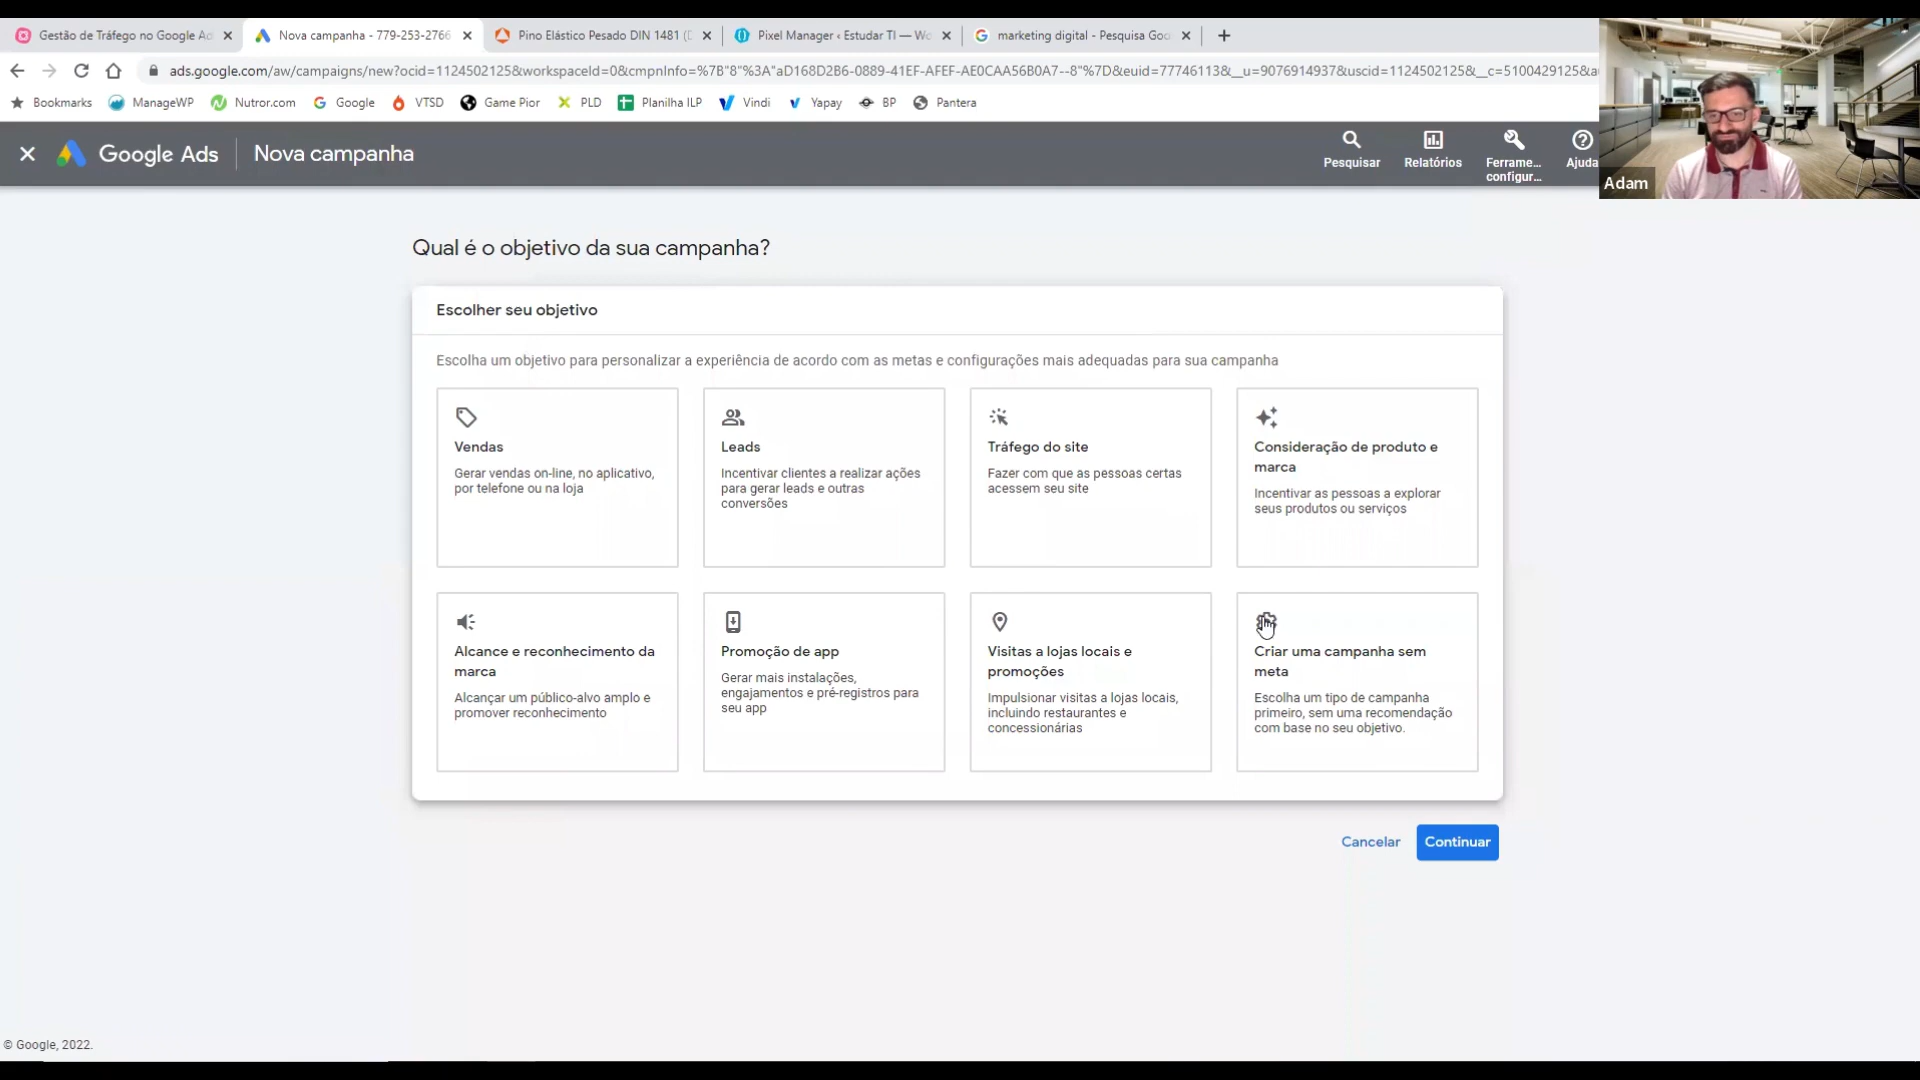 Gestão de Tráfego no Google Ad
Nova campanha - 779-253-2766
Pino Elástico Pesado DIN 1481 (D
Pixel Manager ‹ Estudar TI — Wo
marketing digital - Pesquisa Goo
ads.google.com/aw/campaigns/new?ocid=1124502125&workspaceId=0&cmpnInfo=%7B"8"%3A"aD168D2B6-0889-41EF-AFEF-AE0CAA56B0A7--8"%7D&euid=77746113&__u=9076914937&uscid=1124502125&__c=5100429125&a
Bookmarks
ManageWP
Nutror.com
Google
VTSD
Game Pior
PLD
Planilha ILP
Vindi
Yapay
BP
Pantera
Google Ads
Nova campanha
Pesquisar
Relatórios
Ferrame...
configur...
Ajuda
Adam
Qual é o objetivo da sua campanha?
Escolher seu objetivo
Escolha um objetivo para personalizar a experiência de acordo com as metas e configurações mais adequadas para sua campanha
Vendas
Gerar vendas on-line, no aplicativo,
por telefone ou na loja
Leads
Incentivar clientes a realizar ações
para gerar leads e outras
conversões
Tráfego do site
Fazer com que as pessoas certas
acessem seu site
Consideração de produto e
marca
Incentivar as pessoas a explorar
seus produtos ou serviços
Alcance e reconhecimento da
marca
Alcançar um público-alvo amplo e
promover reconhecimento
Promoção de app
Gerar mais instalações,
engajamentos e pré-registros para
seu app
Visitas a lojas locais e
promoções
Impulsionar visitas a lojas locais,
incluindo restaurantes e
concessionárias
Criar uma campanha sem
meta
Escolha um tipo de campanha
primeiro, sem uma recomendação
com base no seu objetivo.
Cancelar
Continuar
© Google, 2022.